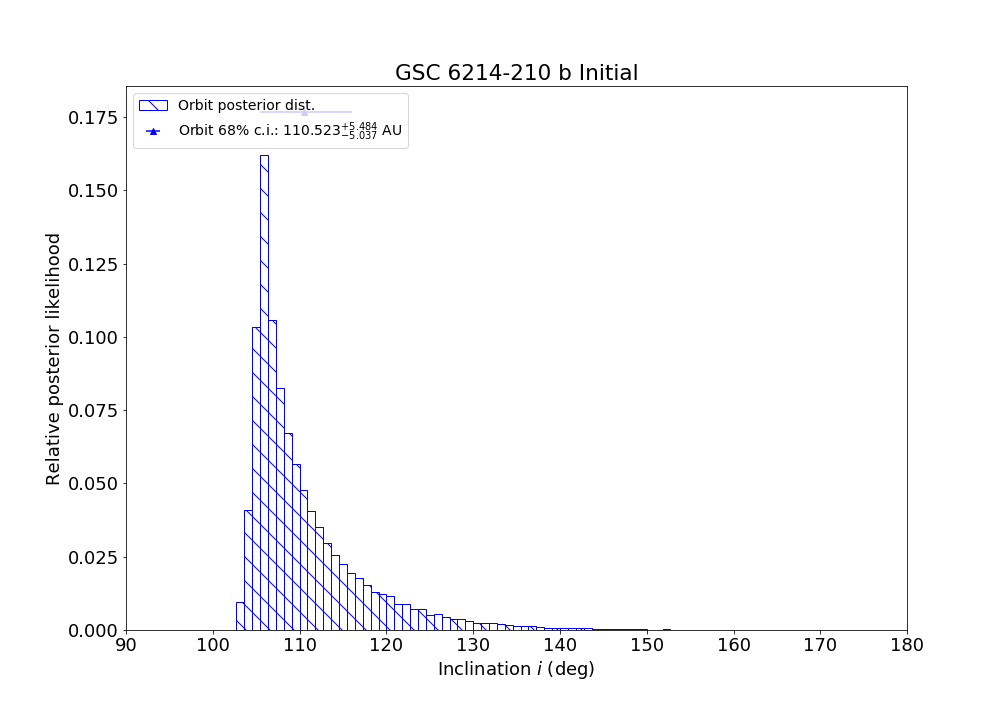 GSC 6214-210 b Initial
Orbit posterior dist.
Orbit 68% c.i.: 110.523+5.484 −5.037 AU
Relative posterior likelihood
0.175
0.150
0.125
0.100
0.075
0.050
0.025
0.000
90 100 110 120 130 140 150 160 170 180
Inclination i (deg)